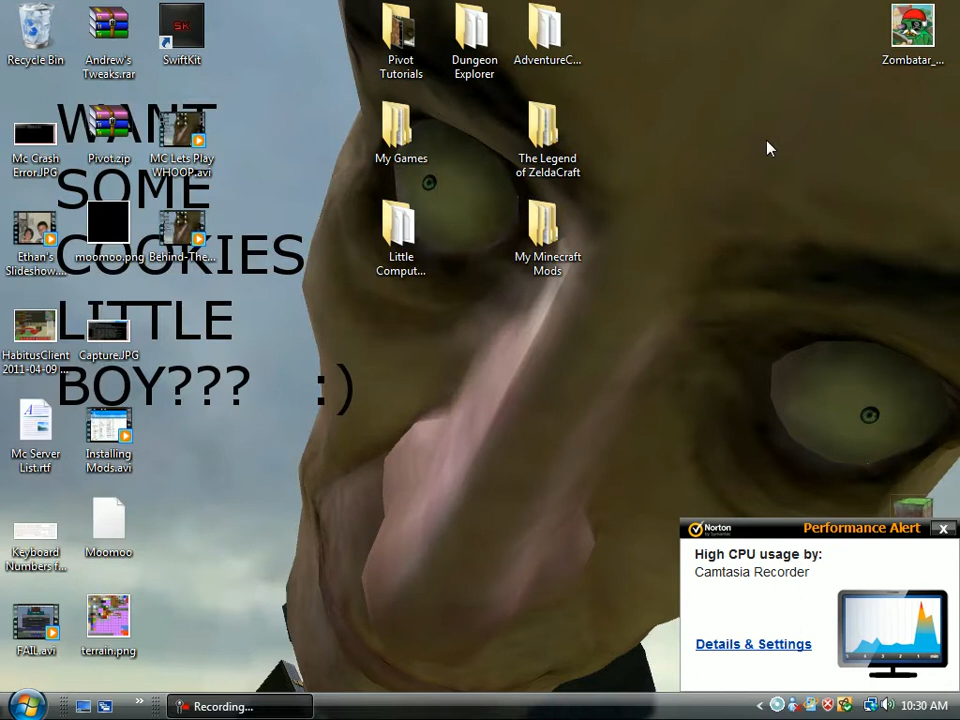 Recycle Bin
Andrew's
Tweaks.rar
SwiftKit
Pivot
Tutorials
Dungeon
Explorer
AdventureC...
Zombatar_...
WANT
SOME
COOKIES
LITTLE
BOY??? :)
Mc Crash
Error.JPG
Pivot.zip
MC Lets Play
WHOOP.avi
My Games
The Legend
of ZeldaCraft
Ethan's
Slideshow....
moomoo.png
Behind-The...
Little
Comput...
My Minecraft
Mods
HabitusClient
2011-04-09 ...
Capture.JPG
Mc Server
List.rtf
Installing
Mods.avi
Keyboard
Numbers f...
Moomoo
FAIL.avi
terrain.png
Norton
by Symantec
Performance Alert
X
High CPU usage by:
Camtasia Recorder
Details & Settings
Recording...
10:30 AM